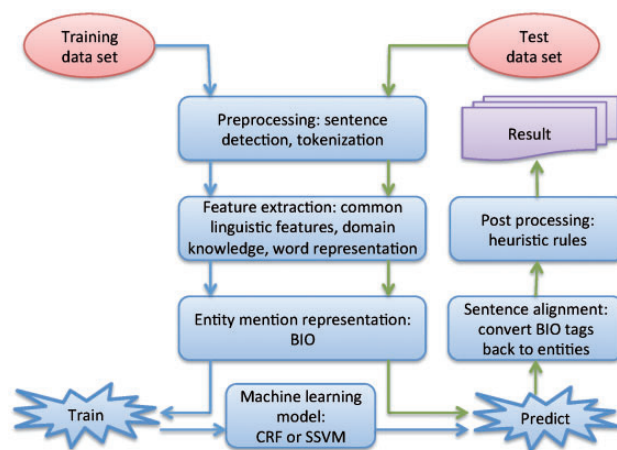 Training
data set
Test
data set
Preprocessing: sentence
detection, tokenization
Result
Feature extraction: common
linguistic features, domain
knowledge, word representation
Post processing:
heuristic rules
Entity mention representation:
BIO
Sentence alignment:
convert BIO tags
back to entities
Train
Machine learning
model:
CRF or SSVM
Predict